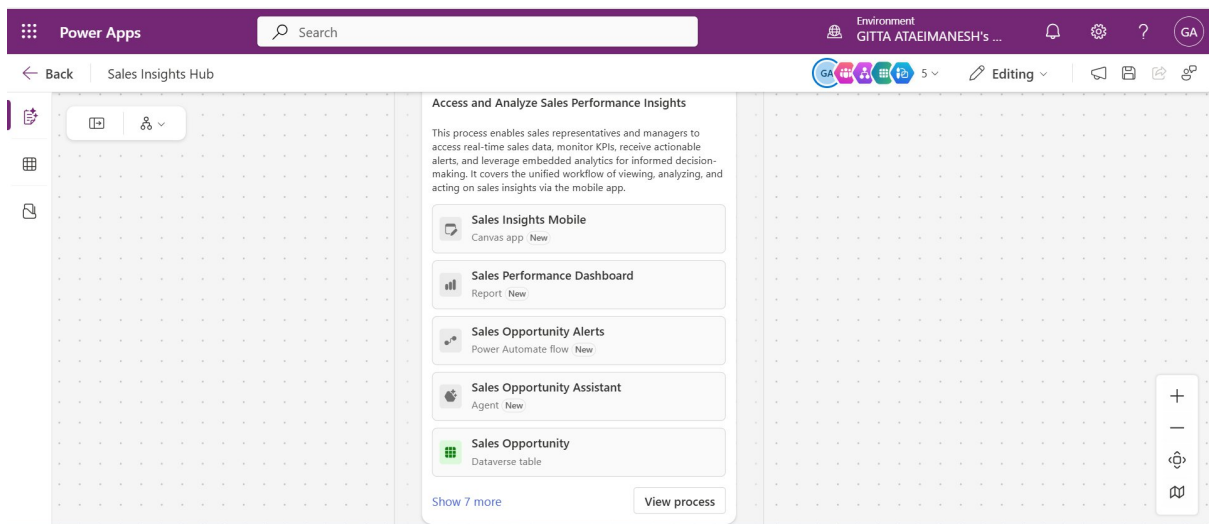 Power Apps
Search
Environment
GITTA ATAEIMANESH's ...
?
GA
Back
Sales Insights Hub
GA
5
Editing
Access and Analyze Sales Performance Insights
This process enables sales representatives and managers to
access real-time sales data, monitor KPIs, receive actionable
alerts, and leverage embedded analytics for informed decision-
making. It covers the unified workflow of viewing, analyzing, and
acting on sales insights via the mobile app.
Sales Insights Mobile
Canvas app New
Sales Performance Dashboard
Report New
Sales Opportunity Alerts
Power Automate flow New
Sales Opportunity Assistant
Agent New
Sales Opportunity
Dataverse table
Show 7 more
View process